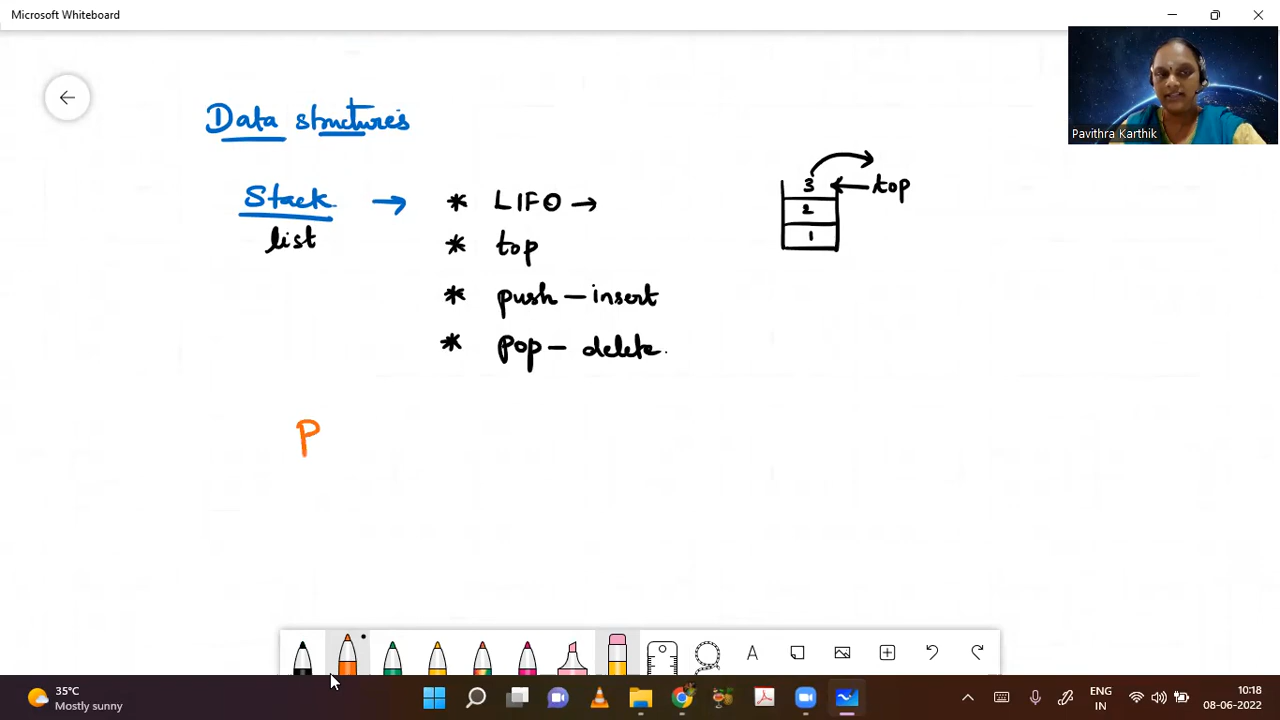 Microsoft Whiteboard
Pavithra Karthik
Data structures
Stack → * LIFO →
list
* top
* push – insert
* pop – delete.
3 ← top
2
1
P
A
35°C
Mostly sunny
ENG
IN
10:18
08-06-2022